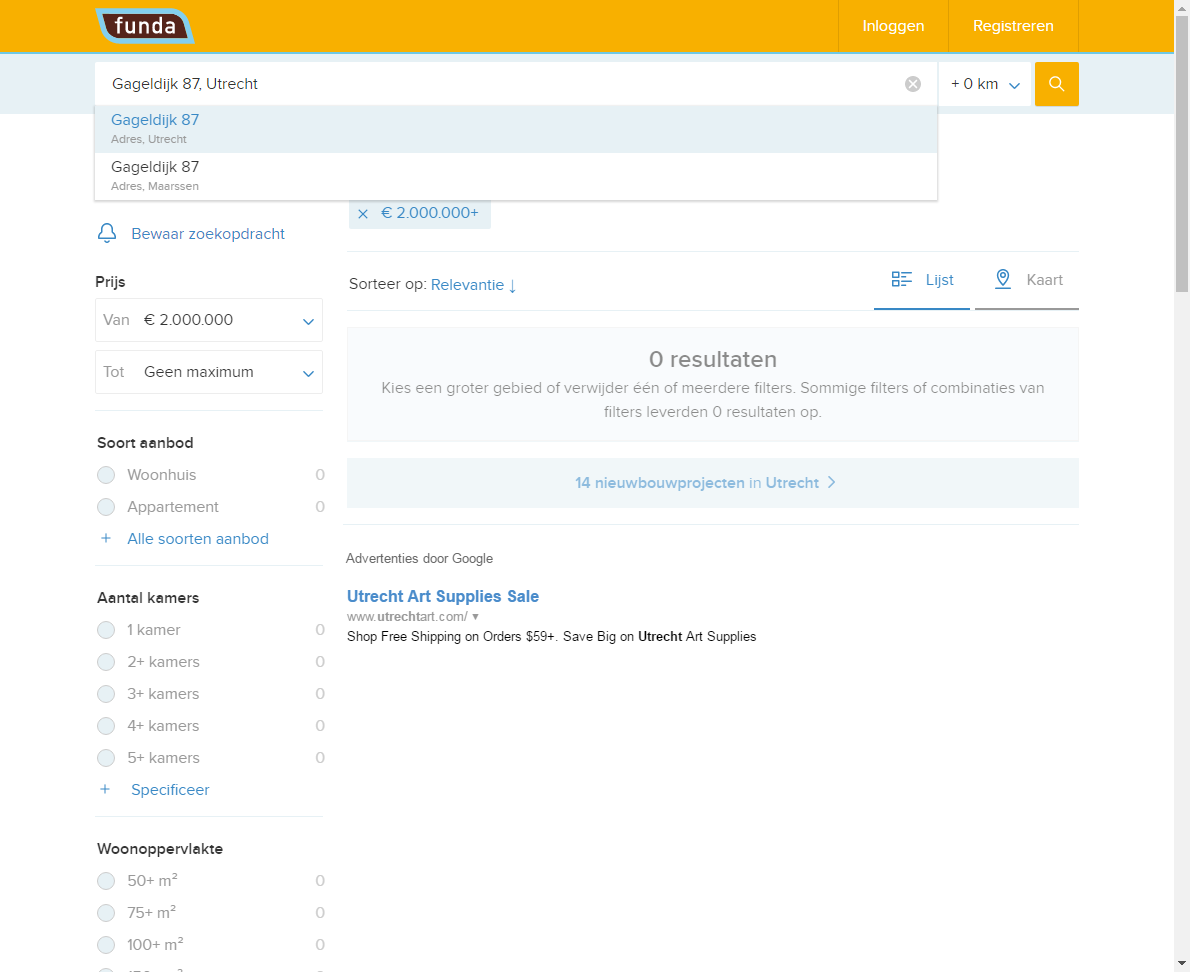 funda
Inloggen
Registreren
Gageldijk 87, Utrecht
+ 0 km
Gageldijk 87
Adres, Utrecht
Gageldijk 87
Adres, Maarssen
€ 2.000.000+
Bewaar zoekopdracht
Sorteer op: Relevantie ↓
Lijst
Kaart
Prijs
Van € 2.000.000
Tot Geen maximum
0 resultaten
Kies een groter gebied of verwijder één of meerdere filters. Sommige filters of combinaties van
filters leverden 0 resultaten op.
14 nieuwbouwprojecten in Utrecht
Soort aanbod
Woonhuis 0
Appartement 0
+ Alle soorten aanbod
Advertenties door Google
Utrecht Art Supplies Sale
www.utrechtart.com/ ▼
Shop Free Shipping on Orders $59+. Save Big on Utrecht Art Supplies
Aantal kamers
1 kamer 0
2+ kamers 0
3+ kamers 0
4+ kamers 0
5+ kamers 0
+ Specificeer
Woonoppervlakte
50+ m² 0
75+ m² 0
100+ m² 0